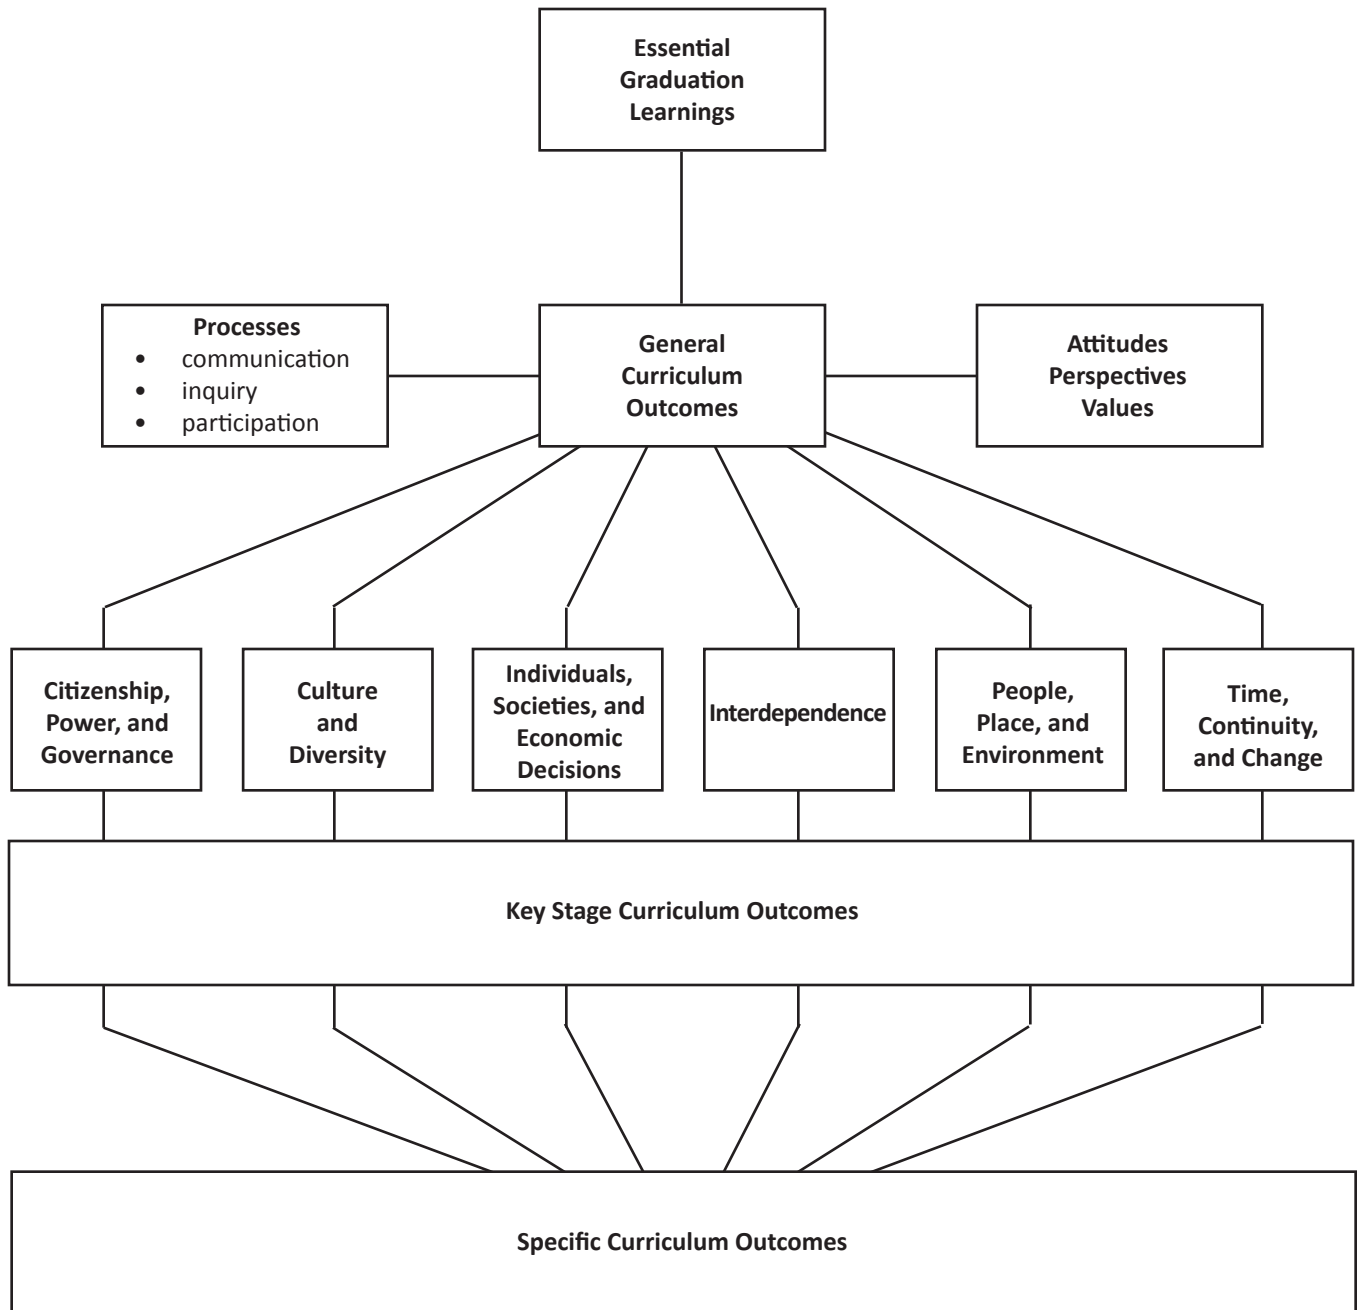 Essential
Graduation
Learnings
Processes
• communication
• inquiry
• participation
General
Curriculum
Outcomes
Attitudes
Perspectives
Values
Citizenship,
Power, and
Governance
Culture
and
Diversity
Individuals,
Societies, and
Economic
Decisions
Interdependence
People,
Place, and
Environment
Time,
Continuity,
and Change
Key Stage Curriculum Outcomes
Specific Curriculum Outcomes